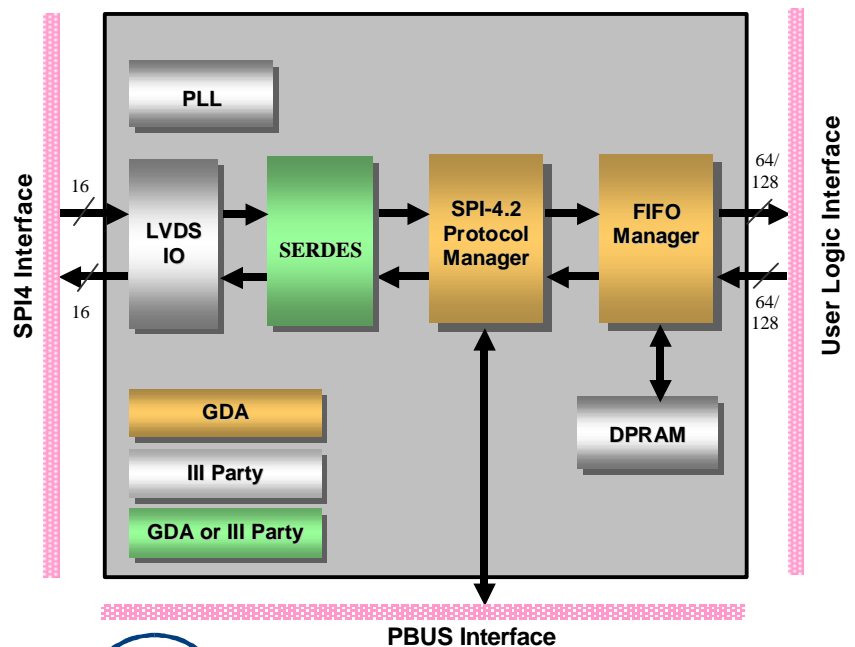 PLL
SPI4 Interface
16
16
LVDS
IO
SERDES
SPI-4.2
Protocol
Manager
FIFO
Manager
64/
128
64/
128
User Logic Interface
DPRAM
GDA
III Party
GDA or III Party
PBUS Interface